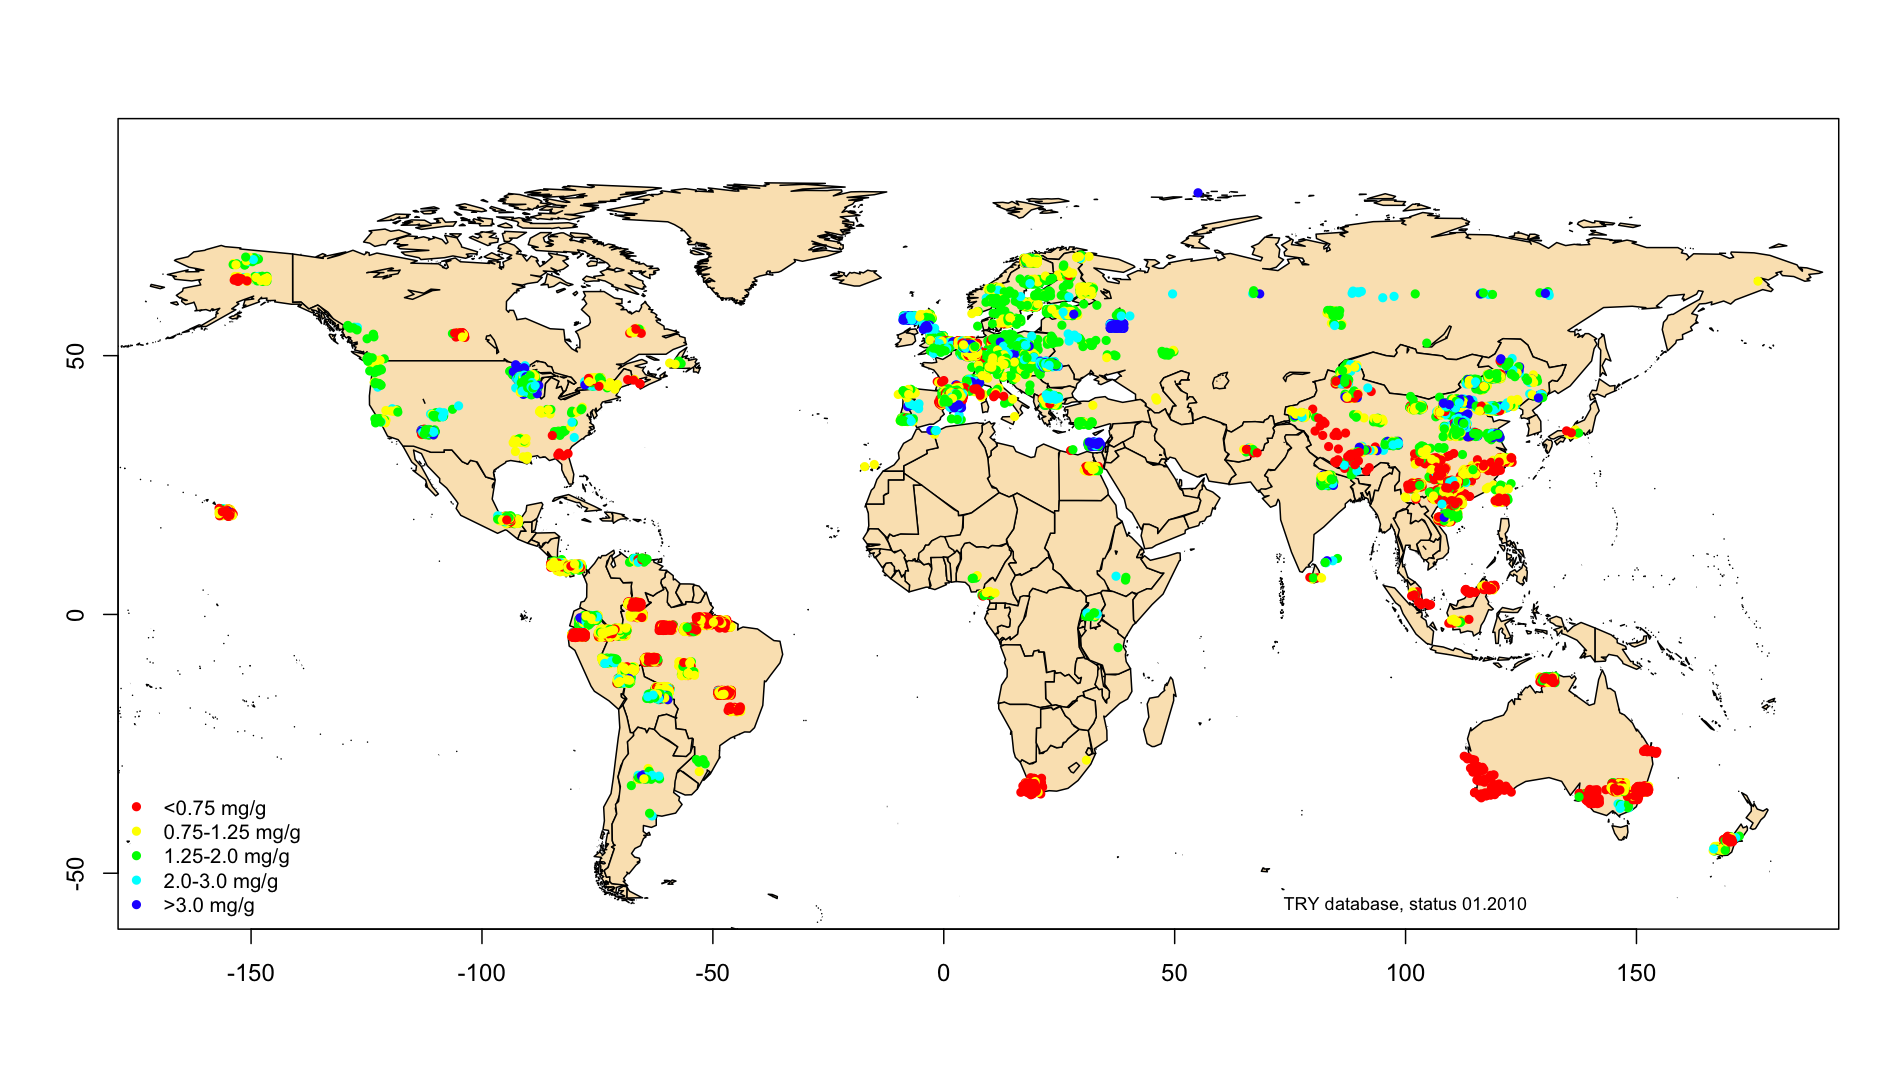 50
0
-50
<0.75 mg/g
0.75-1.25 mg/g
1.25-2.0 mg/g
2.0-3.0 mg/g
>3.0 mg/g
TRY database, status 01.2010
-150 -100 -50 0 50 100 150